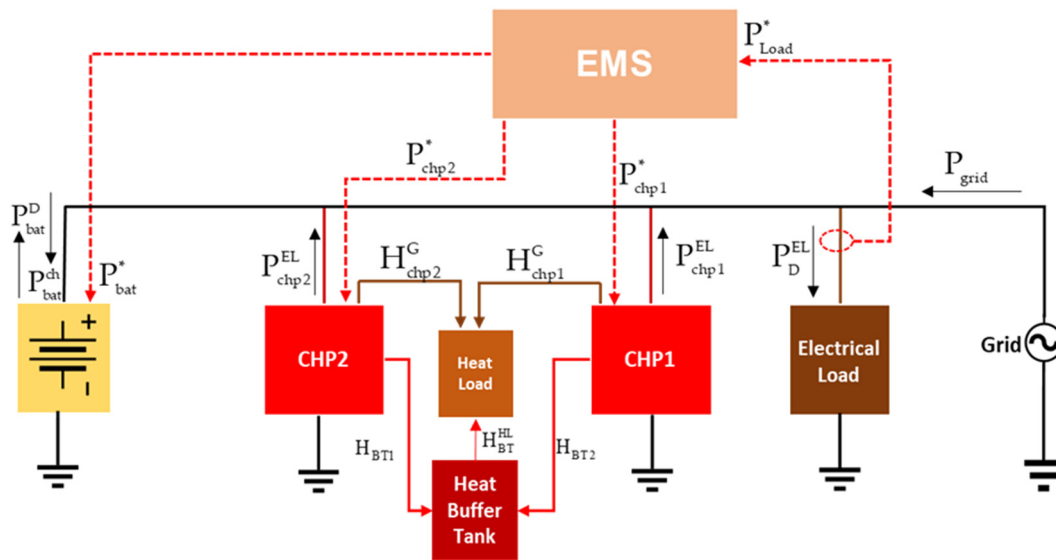 EMS
P*Load
P*chp2
P*chp1
Pgrid
PDbat
Pchbat
P*bat
PELchp2
HGchp2
HGchp1
PELchp1
PELD
+
CHP2
Heat
Load
CHP1
Electrical
Load
Grid
HBT1
HHLBT
HBT2
Heat
Buffer
Tank